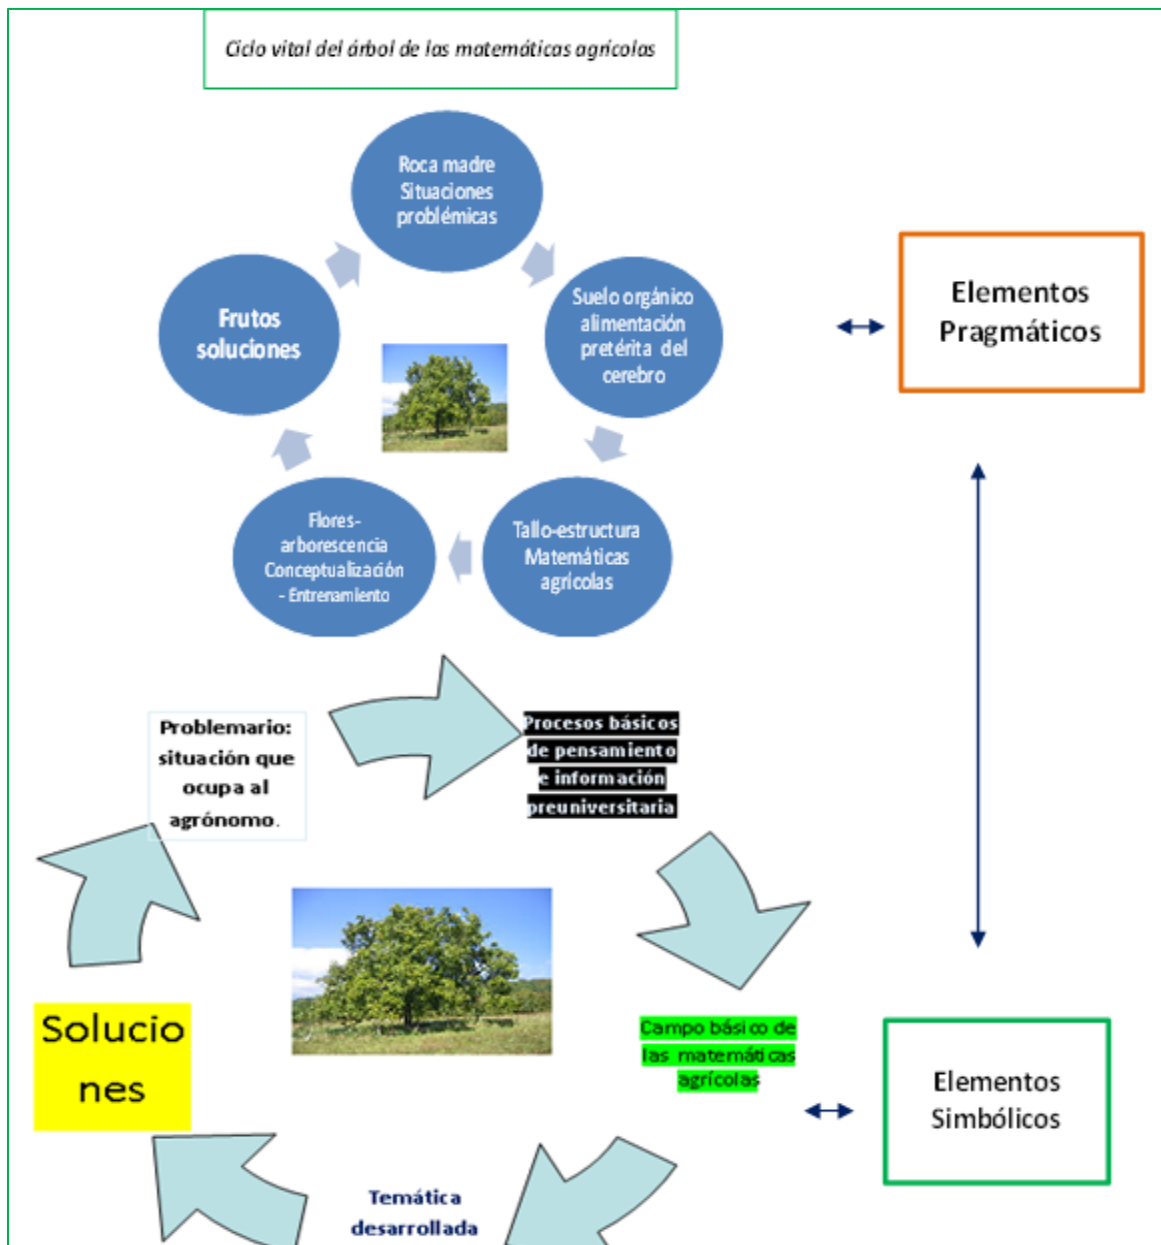 Ciclo vital del árbol de las matemáticas agrícolas
Roca madre
Situaciones
problémicas
Suelo orgánico
alimentación
pretérita del
cerebro
Frutos
soluciones
Flores-
arborescencia
Conceptualización
- Entrenamiento
Tallo-estructura
Matemáticas
agrícolas
Elementos
Pragmáticos
Problemario:
situación que
ocupa al
agrónomo.
Procesos básicos
de pensamiento
e información
preuniversitaria
Campo básico de
las matemáticas
agrícolas
Solucio
nes
Temática
desarrollada
Elementos
Simbólicos